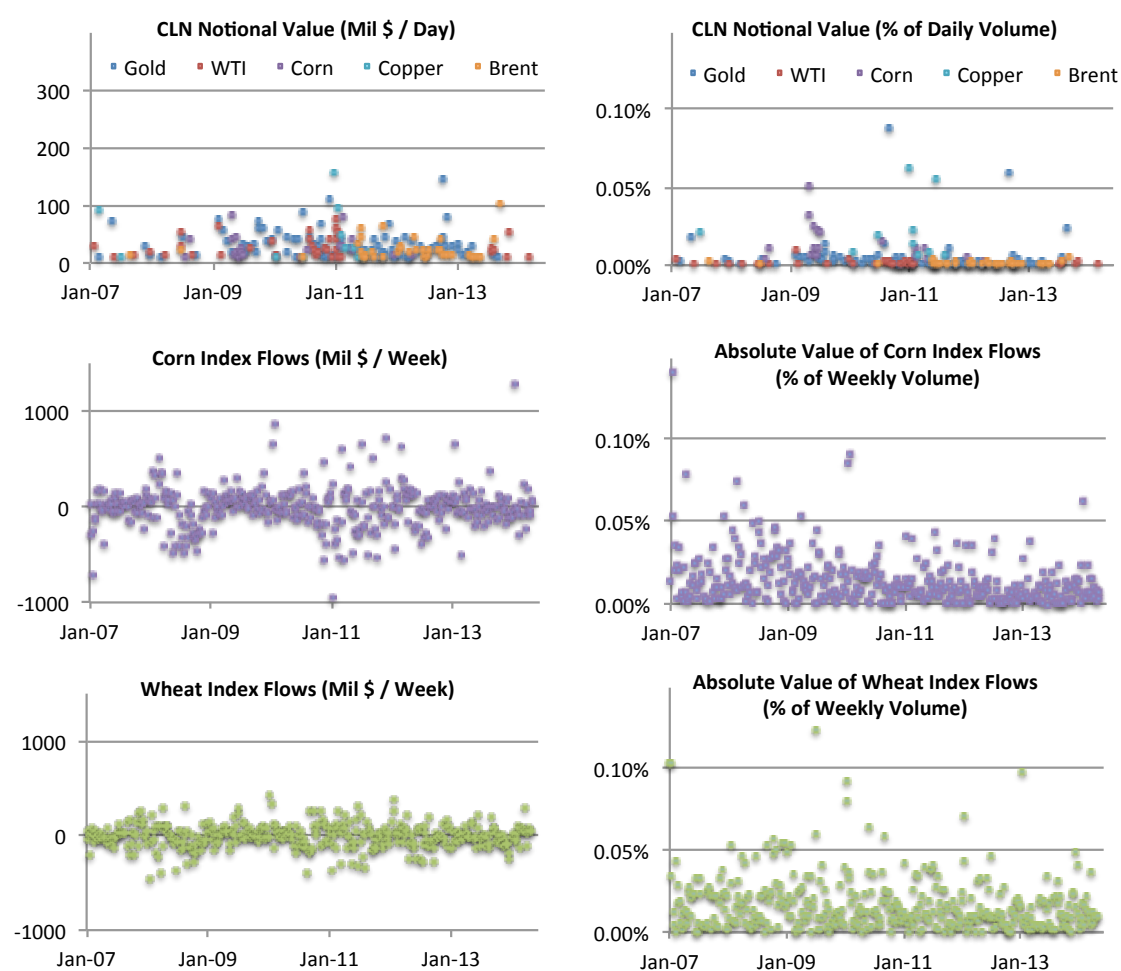 CLN Notional Value (Mil $ / Day)
Gold WTI Corn Copper Brent
300
200
100
0
Jan-07 Jan-09 Jan-11 Jan-13
CLN Notional Value (% of Daily Volume)
Gold WTI Corn Copper Brent
0.10%
0.05%
0.00%
Jan-07 Jan-09 Jan-11 Jan-13
Corn Index Flows (Mil $ / Week)
1000
0
-1000
Jan-07 Jan-09 Jan-11 Jan-13
Absolute Value of Corn Index Flows
(% of Weekly Volume)
0.10%
0.05%
0.00%
Jan-07 Jan-09 Jan-11 Jan-13
Wheat Index Flows (Mil $ / Week)
1000
0
-1000
Jan-07 Jan-09 Jan-11 Jan-13
Absolute Value of Wheat Index Flows
(% of Weekly Volume)
0.10%
0.05%
0.00%
Jan-07 Jan-09 Jan-11 Jan-13